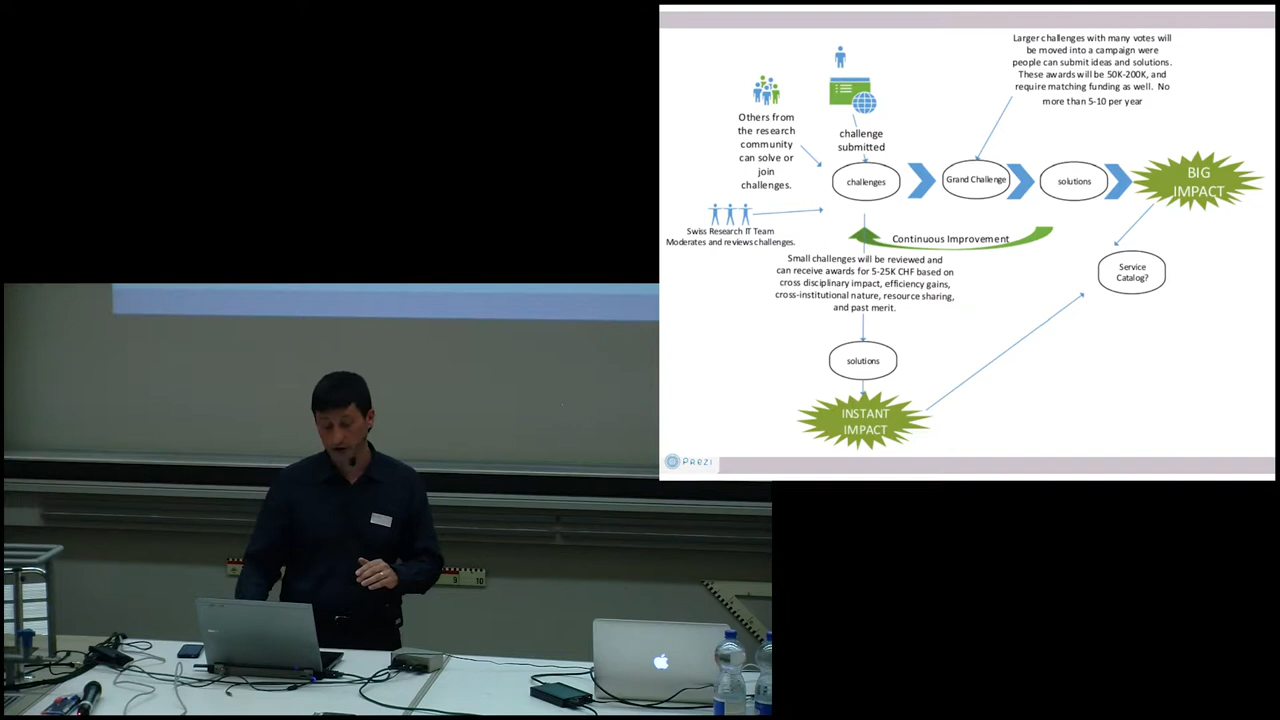 Larger challenges with many votes will
be moved into a campaign were
people can submit ideas and solutions.
These awards will be 50K-200K, and
require matching funding as well. No
more than 5-10 per year
Others from
the research
community
can solve or
join
challenges.
challenge
submitted
challenges
Grand Challenge
solutions
BIG
IMPACT
Swiss Research IT Team
Moderates and reviews challenges.
Continuous Improvement
Small challenges will be reviewed and
can receive awards for 5-25K CHF based on
cross disciplinary impact, efficiency gains,
cross-institutional nature, resource sharing,
and past merit.
Service
Catalog?
solutions
INSTANT
IMPACT
Prezi
9 10